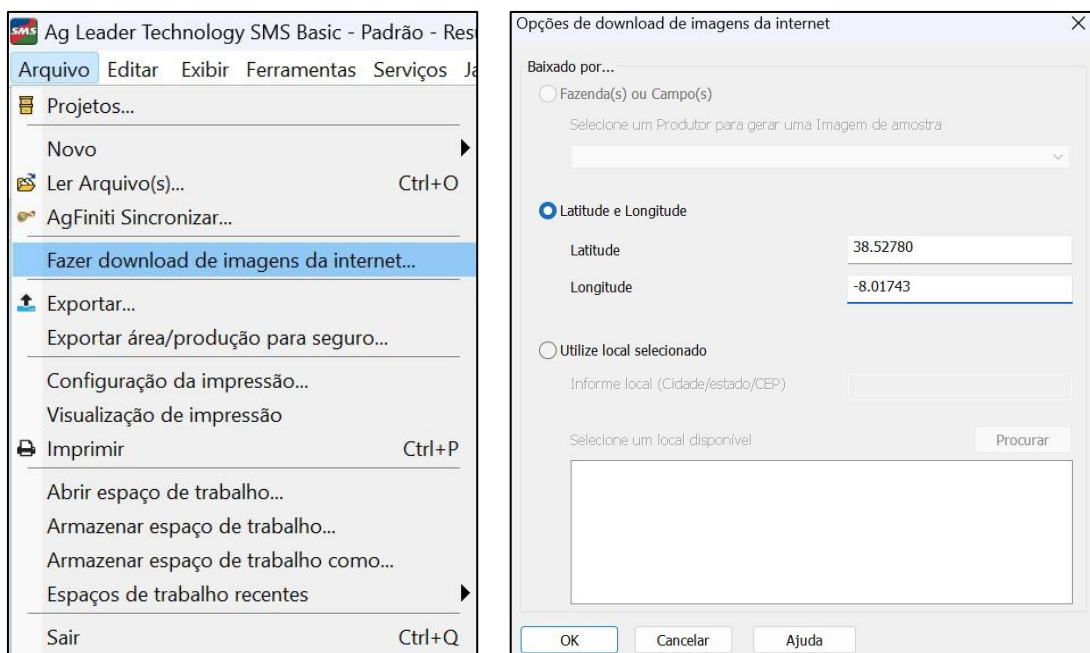 SMS Ag Leader Technology SMS Basic - Padrão - Res
Arquivo Editar Exibir Ferramentas Serviços
Projetos...
Novo
Ler Arquivo(s)... Ctrl+O
AgFiniti Sincronizar...
Fazer download de imagens da internet...
Exportar...
Exportar área/produção para seguro...
Configuração da impressão...
Visualização de impressão
Imprimir Ctrl+P
Abrir espaço de trabalho...
Armazenar espaço de trabalho...
Armazenar espaço de trabalho como...
Espaços de trabalho recentes
Sair Ctrl+Q
Opções de download de imagens da internet
Baixado por...
Fazenda(s) ou Campo(s)
Selecione um Produtor para gerar uma Imagem de amostra
Latitude e Longitude
Latitude 38.52780
Longitude -8.01743
Utilize local selecionado
Informe local (Cidade/estado/CEP)
Selecione um local disponível Procurar
OK Cancelar Ajuda